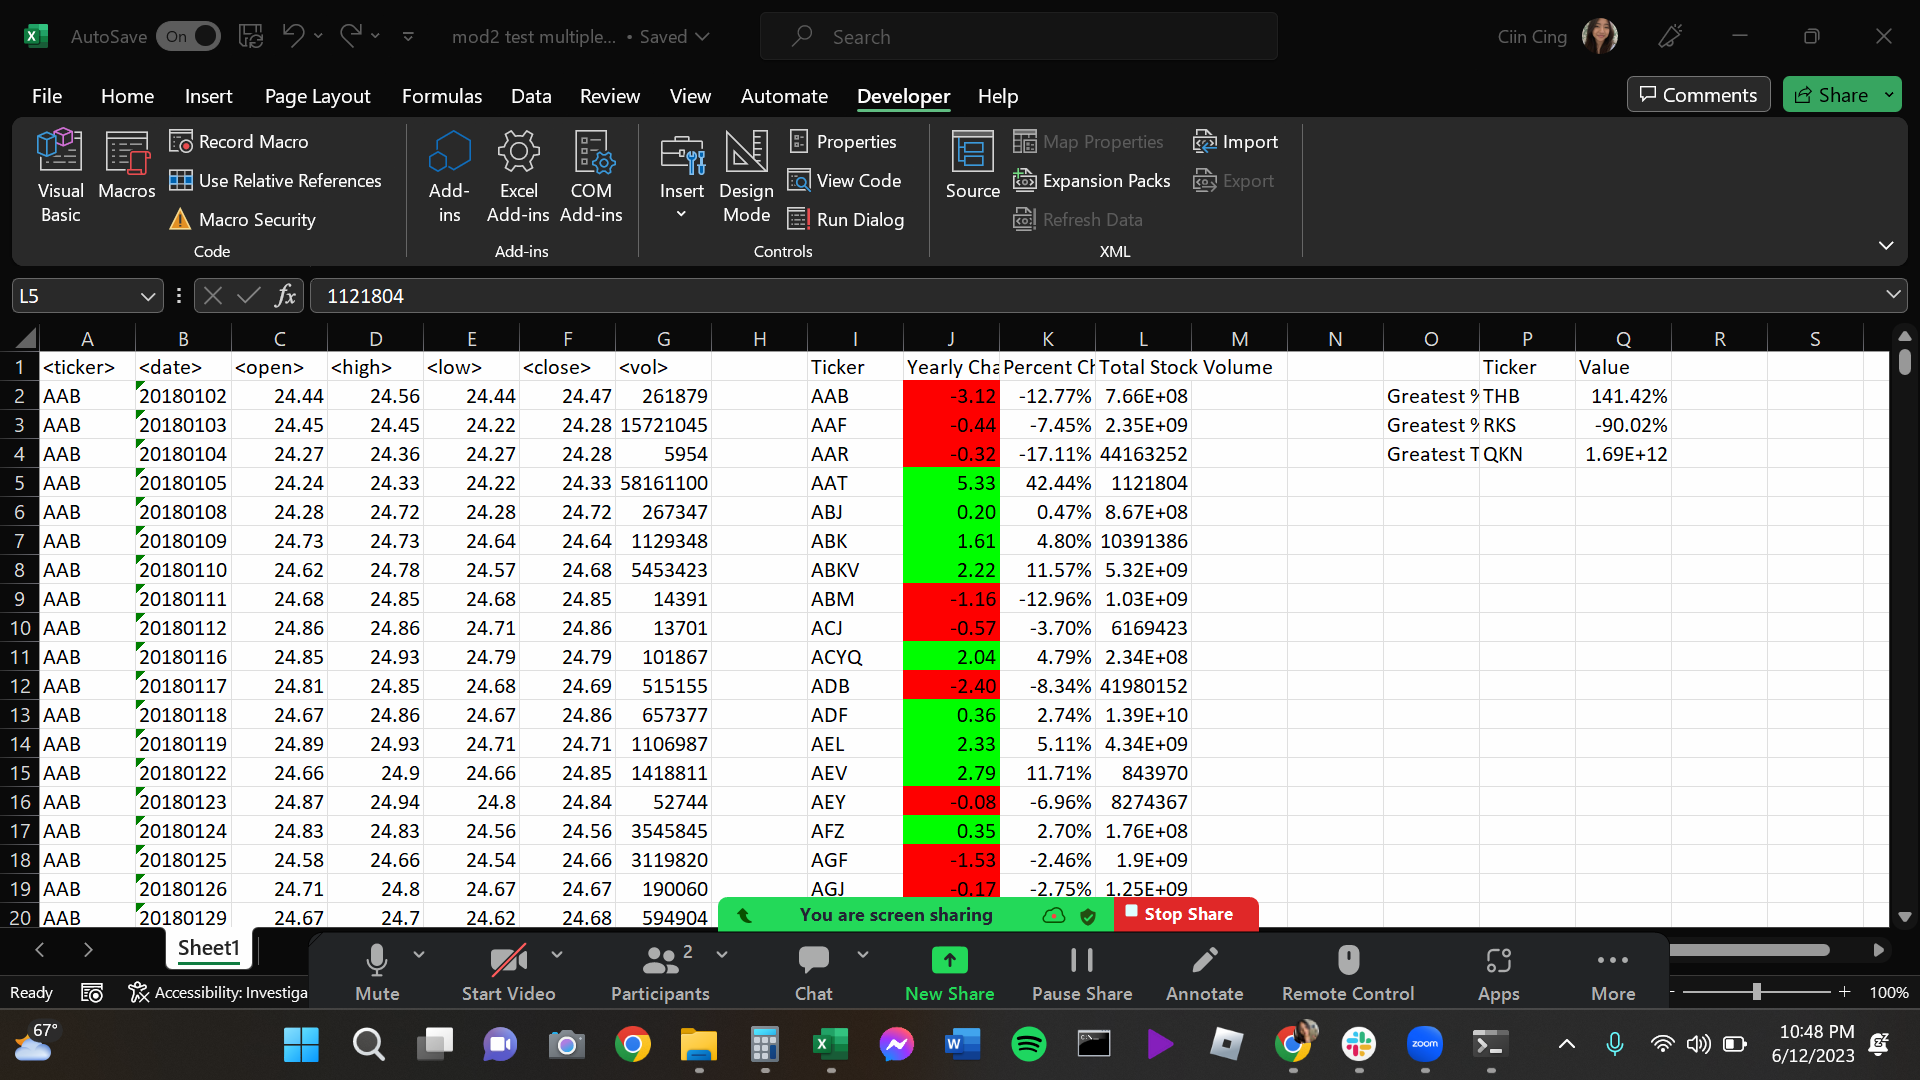 AutoSave On mod2 test multiple... • Saved Search Ciin Cing
File Home Insert Page Layout Formulas Data Review View Automate Developer Help Comments Share
Visual Basic Macros Record Macro Use Relative References Macro Security Code
Add-ins Excel Add-ins COM Add-ins Add-ins
Insert Design Mode Properties View Code Run Dialog Controls
Source Map Properties Expansion Packs Refresh Data Import Export XML
L5 fx 1121804
A B C D E F G H I J K L M N O P Q R S
1 <ticker> <date> <open> <high> <low> <close> <vol> Ticker Yearly Cha Percent Ch Total Stock Volume Ticker Value
2 AAB 20180102 24.44 24.56 24.44 24.47 261879 AAB -3.12 -12.77% 7.66E+08 Greatest % THB 141.42%
3 AAB 20180103 24.45 24.45 24.22 24.28 15721045 AAF -0.44 -7.45% 2.35E+09 Greatest % RKS -90.02%
4 AAB 20180104 24.27 24.36 24.27 24.28 5954 AAR -0.32 -17.11% 44163252 Greatest T QKN 1.69E+12
5 AAB 20180105 24.24 24.33 24.22 24.33 58161100 AAT 5.33 42.44% 1121804
6 AAB 20180108 24.28 24.72 24.28 24.72 267347 ABJ 0.20 0.47% 8.67E+08
7 AAB 20180109 24.73 24.73 24.64 24.64 1129348 ABK 1.61 4.80% 10391386
8 AAB 20180110 24.62 24.78 24.57 24.68 5453423 ABKV 2.22 11.57% 5.32E+09
9 AAB 20180111 24.68 24.85 24.68 24.85 14391 ABM -1.16 -12.96% 1.03E+09
10 AAB 20180112 24.86 24.86 24.71 24.86 13701 ACJ -0.57 -3.70% 6169423
11 AAB 20180116 24.85 24.93 24.79 24.79 101867 ACYQ 2.04 4.79% 2.34E+08
12 AAB 20180117 24.81 24.85 24.68 24.69 515155 ADB -2.40 -8.34% 41980152
13 AAB 20180118 24.67 24.86 24.67 24.86 657377 ADF 0.36 2.74% 1.39E+10
14 AAB 20180119 24.89 24.93 24.71 24.71 1106987 AEL 2.33 5.11% 4.34E+09
15 AAB 20180122 24.66 24.9 24.66 24.85 1418811 AEV 2.79 11.71% 843970
16 AAB 20180123 24.87 24.94 24.8 24.84 52744 AEY -0.08 -6.96% 8274367
17 AAB 20180124 24.83 24.83 24.56 24.56 3545845 AFZ 0.35 2.70% 1.76E+08
18 AAB 20180125 24.58 24.66 24.54 24.66 3119820 AGF -1.53 -2.46% 1.9E+09
19 AAB 20180126 24.71 24.8 24.67 24.67 190060 AGJ -0.17 -2.75% 1.25E+09
20 AAB 20180129 24.67 24.7 24.62 24.68 594904
You are screen sharing Stop Share
Sheet1
Mute Start Video Participants 2 Chat New Share Pause Share Annotate Remote Control Apps More
Ready Accessibility: Investiga 100%
67° zoom 10:48 PM
6/12/2023